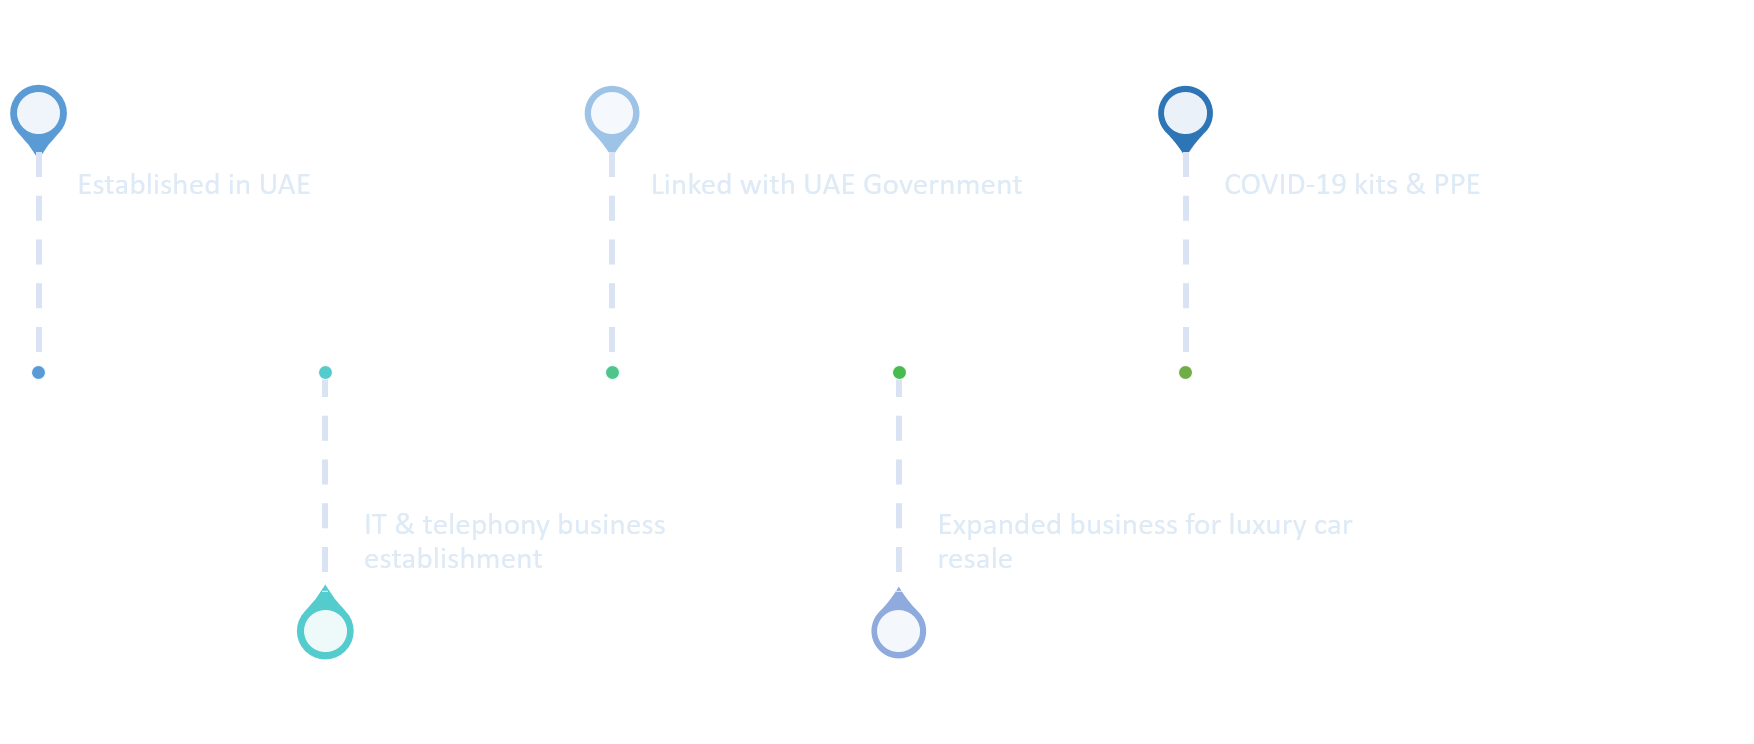 Established in UAE
IT & telephony business
establishment
Linked with UAE Government
Expanded business for luxury car
resale
COVID-19 kits & PPE